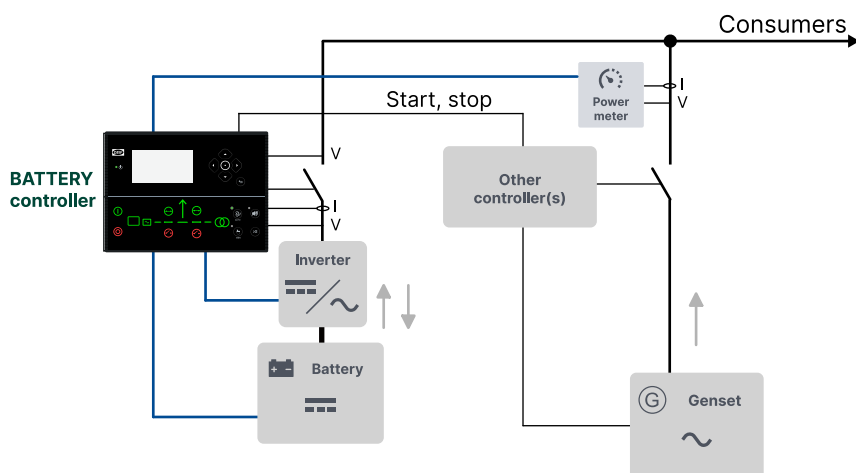 Consumers
I
V
Power
meter
Start, stop
V
BATTERY
controller
Other
controller(s)
I
V
Inverter
Battery
G
Genset